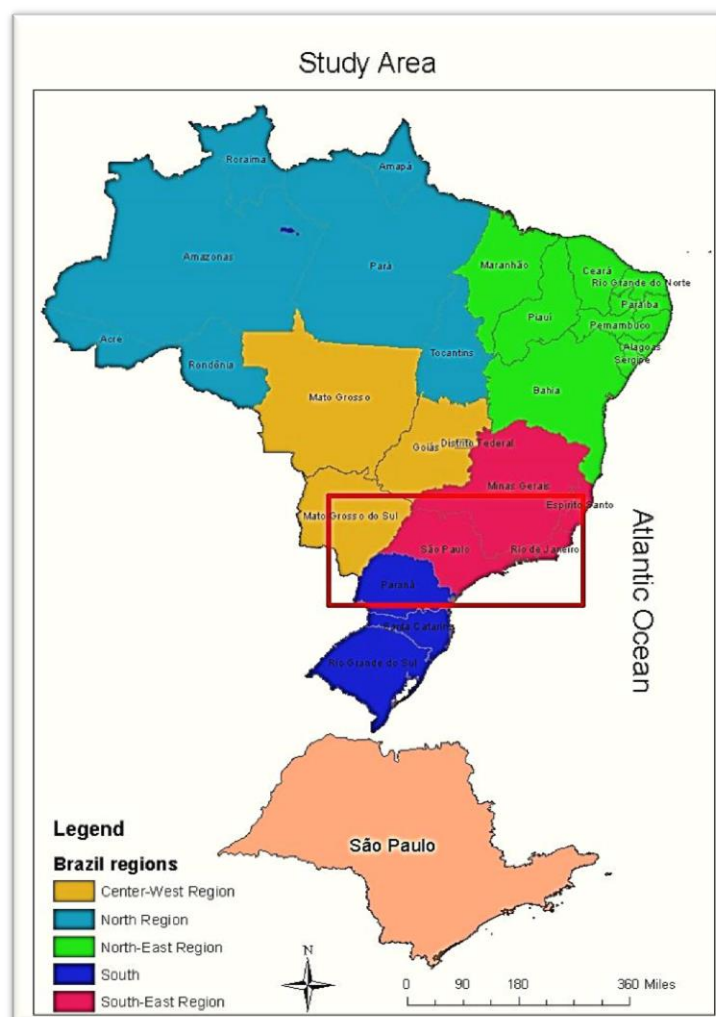 Study Area
Roraima
Amapá
Amazonas
Pará
Maranhão
Ceará
Rio Grande do Norte
Paraíba
Piauí
Pernambuco
Acre
Rondônia
Tocantins
Alagoas
Sergipe
Mato Grosso
Bahia
Goiás
Distrito Federal
Minas Gerais
Espírito Santo
Mato Grosso do Sul
São Paulo
Rio de Janeiro
Atlantic Ocean
Paraná
Santa Catarina
Rio Grande do Sul
São Paulo
Legend
Brazil regions
Center-West Region
North Region
North-East Region
South
South-East Region
N
0 90 180 360 Miles